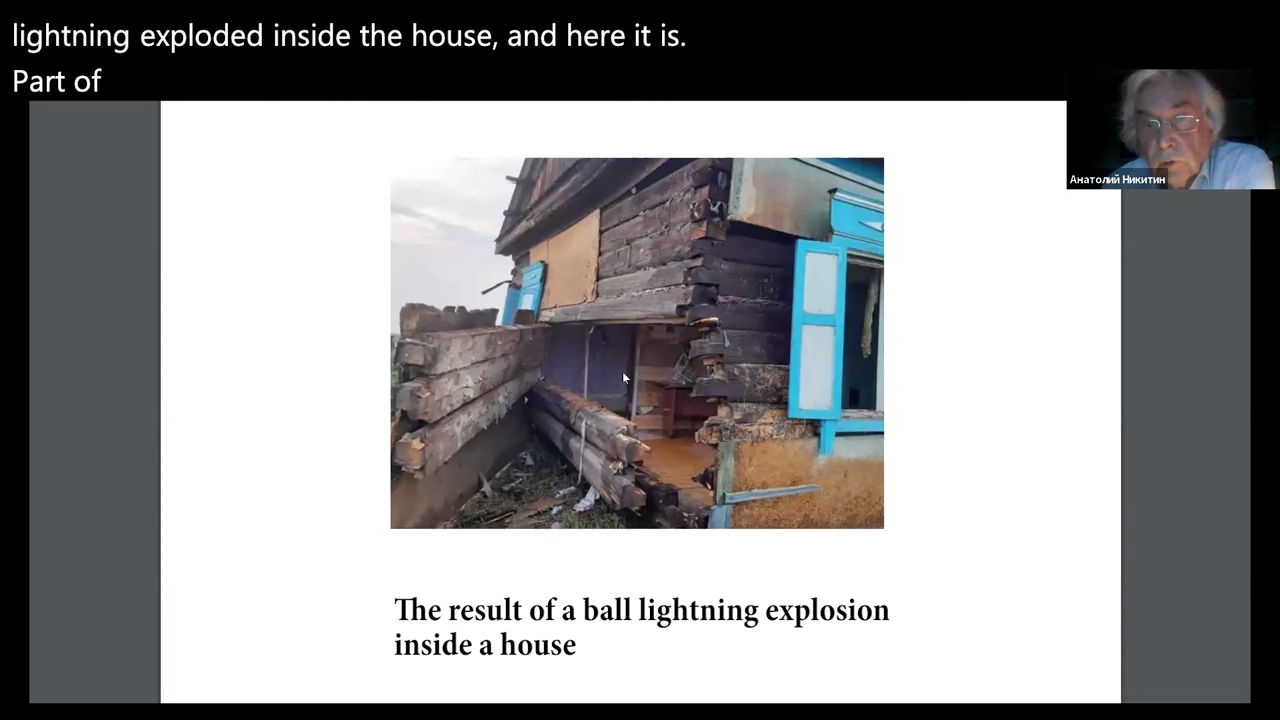 lightning exploded inside the house, and here it is.
Part of
Анатолий Никитин
The result of a ball lightning explosion
inside a house